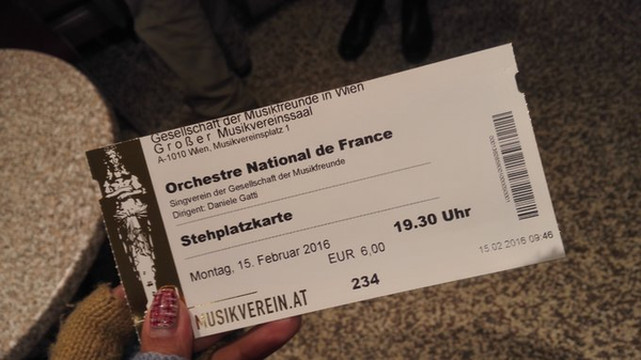 Gesellschaft der Musikfreunde in Wien
Großer Musikvereinssaal
A-1010 Wien, Musikvereinsplatz 1
Orchestre National de France
Singverein der Gesellschaft der Musikfreunde
Dirigent: Daniele Gatti
Stehplatzkarte
Montag, 15. Februar 2016
19.30 Uhr
EUR 6,00
234
MUSIKVEREIN.AT
15.02.2016 09:46